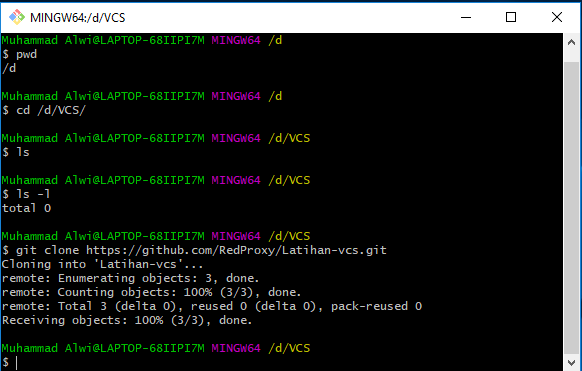 MINGW64:/d/VCS
Muhammad Alwi@LAPTOP-68IIPI7M MINGW64 /d
$ pwd
/d
Muhammad Alwi@LAPTOP-68IIPI7M MINGW64 /d
$ cd /d/VCS/
Muhammad Alwi@LAPTOP-68IIPI7M MINGW64 /d/VCS
$ ls
Muhammad Alwi@LAPTOP-68IIPI7M MINGW64 /d/VCS
$ ls -l
total 0
Muhammad Alwi@LAPTOP-68IIPI7M MINGW64 /d/VCS
$ git clone https://github.com/RedProxy/Latihan-vcs.git
Cloning into 'Latihan-vcs'...
remote: Enumerating objects: 3, done.
remote: Counting objects: 100% (3/3), done.
remote: Total 3 (delta 0), reused 0 (delta 0), pack-reused 0
Receiving objects: 100% (3/3), done.
Muhammad Alwi@LAPTOP-68IIPI7M MINGW64 /d/VCS
$